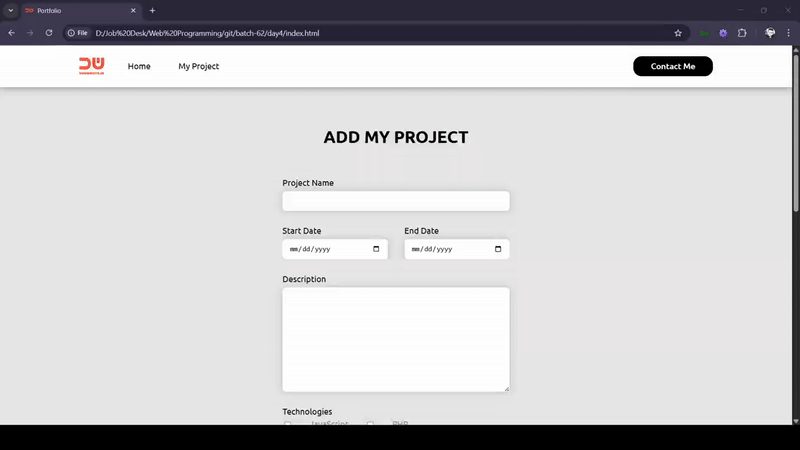 Portfolio
File D:/Job%20Desk/Web%20Programming/git/batch-62/day4/index.html
Home My Project Contact Me
ADD MY PROJECT
Project Name
Start Date End Date
mm/dd/yyyy mm/dd/yyyy
Description
Technologies
JavaScript PHP